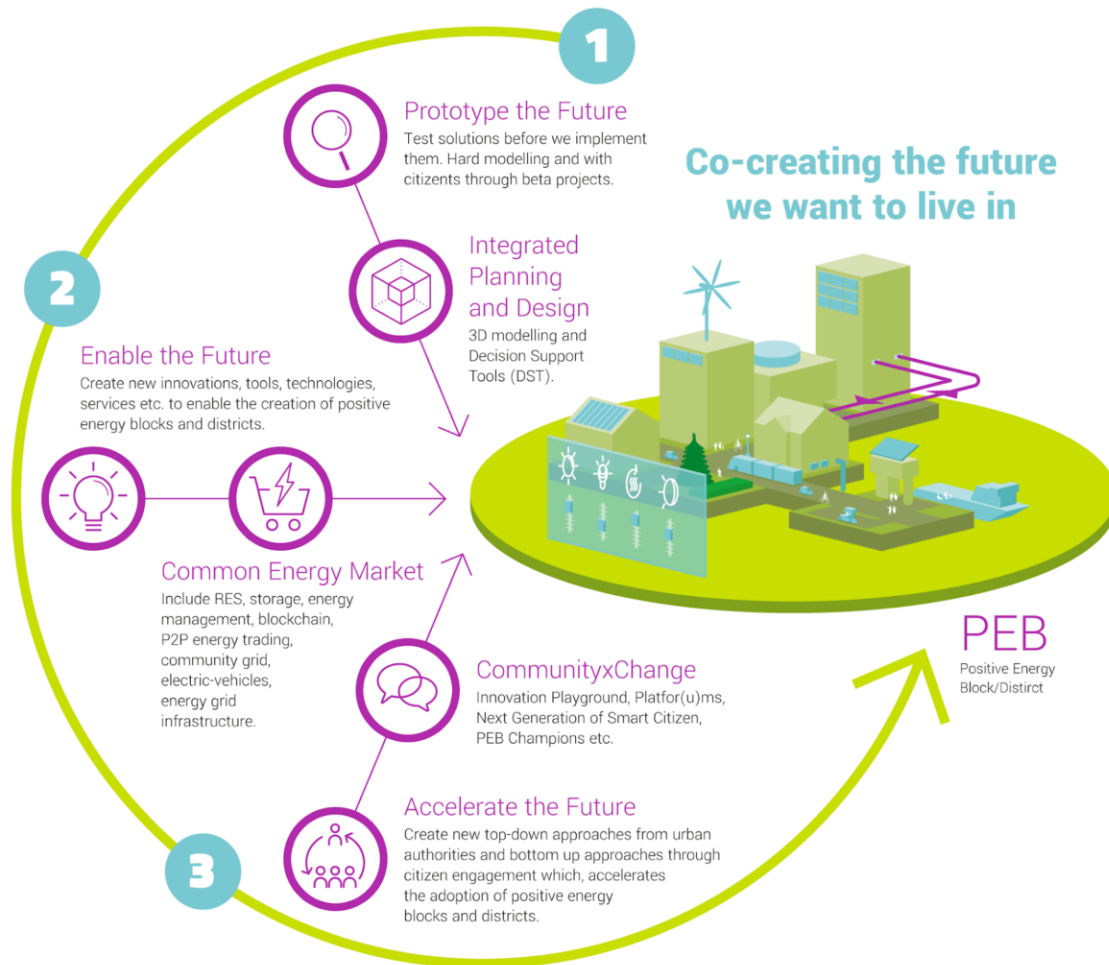 1
Prototype the Future
Test solutions before we implement
them. Hard modelling and with
citizents through beta projects.
Co-creating the future
we want to live in
Integrated
Planning
and Design
3D modelling and
Decision Support
Tools (DST).
2
Enable the Future
Create new innovations, tools, technologies,
services etc. to enable the creation of positive
energy blocks and districts.
Common Energy Market
Include RES, storage, energy
management, blockchain,
P2P energy trading,
community grid,
electric-vehicles,
energy grid
infrastructure.
CommunityxChange
Innovation Playground, Platfor(u)ms,
Next Generation of Smart Citizen,
PEB Champions etc.
PEB
Positive Energy
Block/Distirct
3
Accelerate the Future
Create new top-down approaches from urban
authorities and bottom up approaches through
citizen engagement which, accelerates
the adoption of positive energy
blocks and districts.